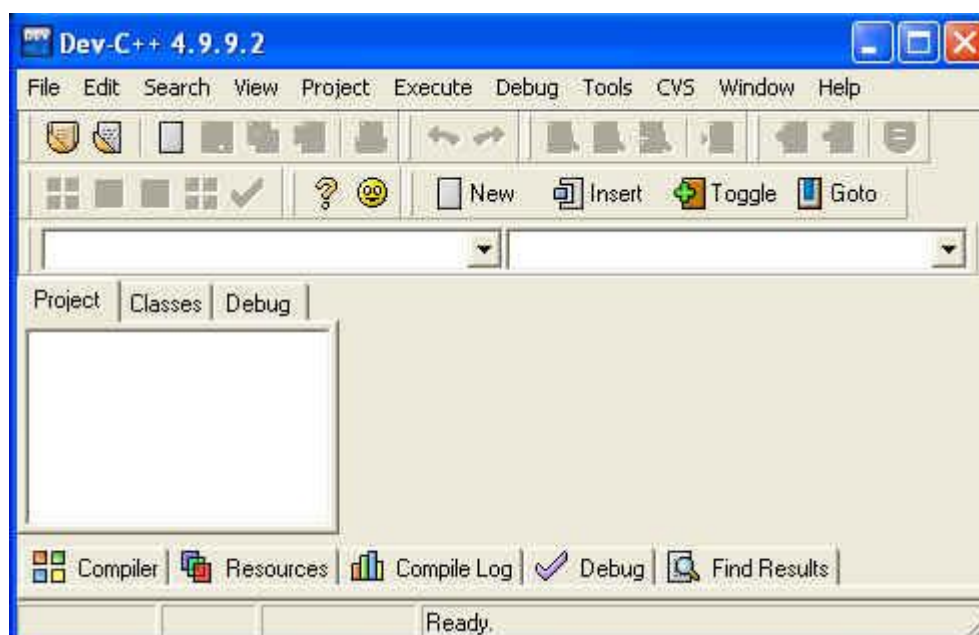 DEV Dev-C++ 4.9.9.2
File Edit Search View Project Execute Debug Tools CVS Window Help
New Insert Toggle Goto
Project Classes Debug
Compiler Resources Compile Log Debug Find Results
Ready.